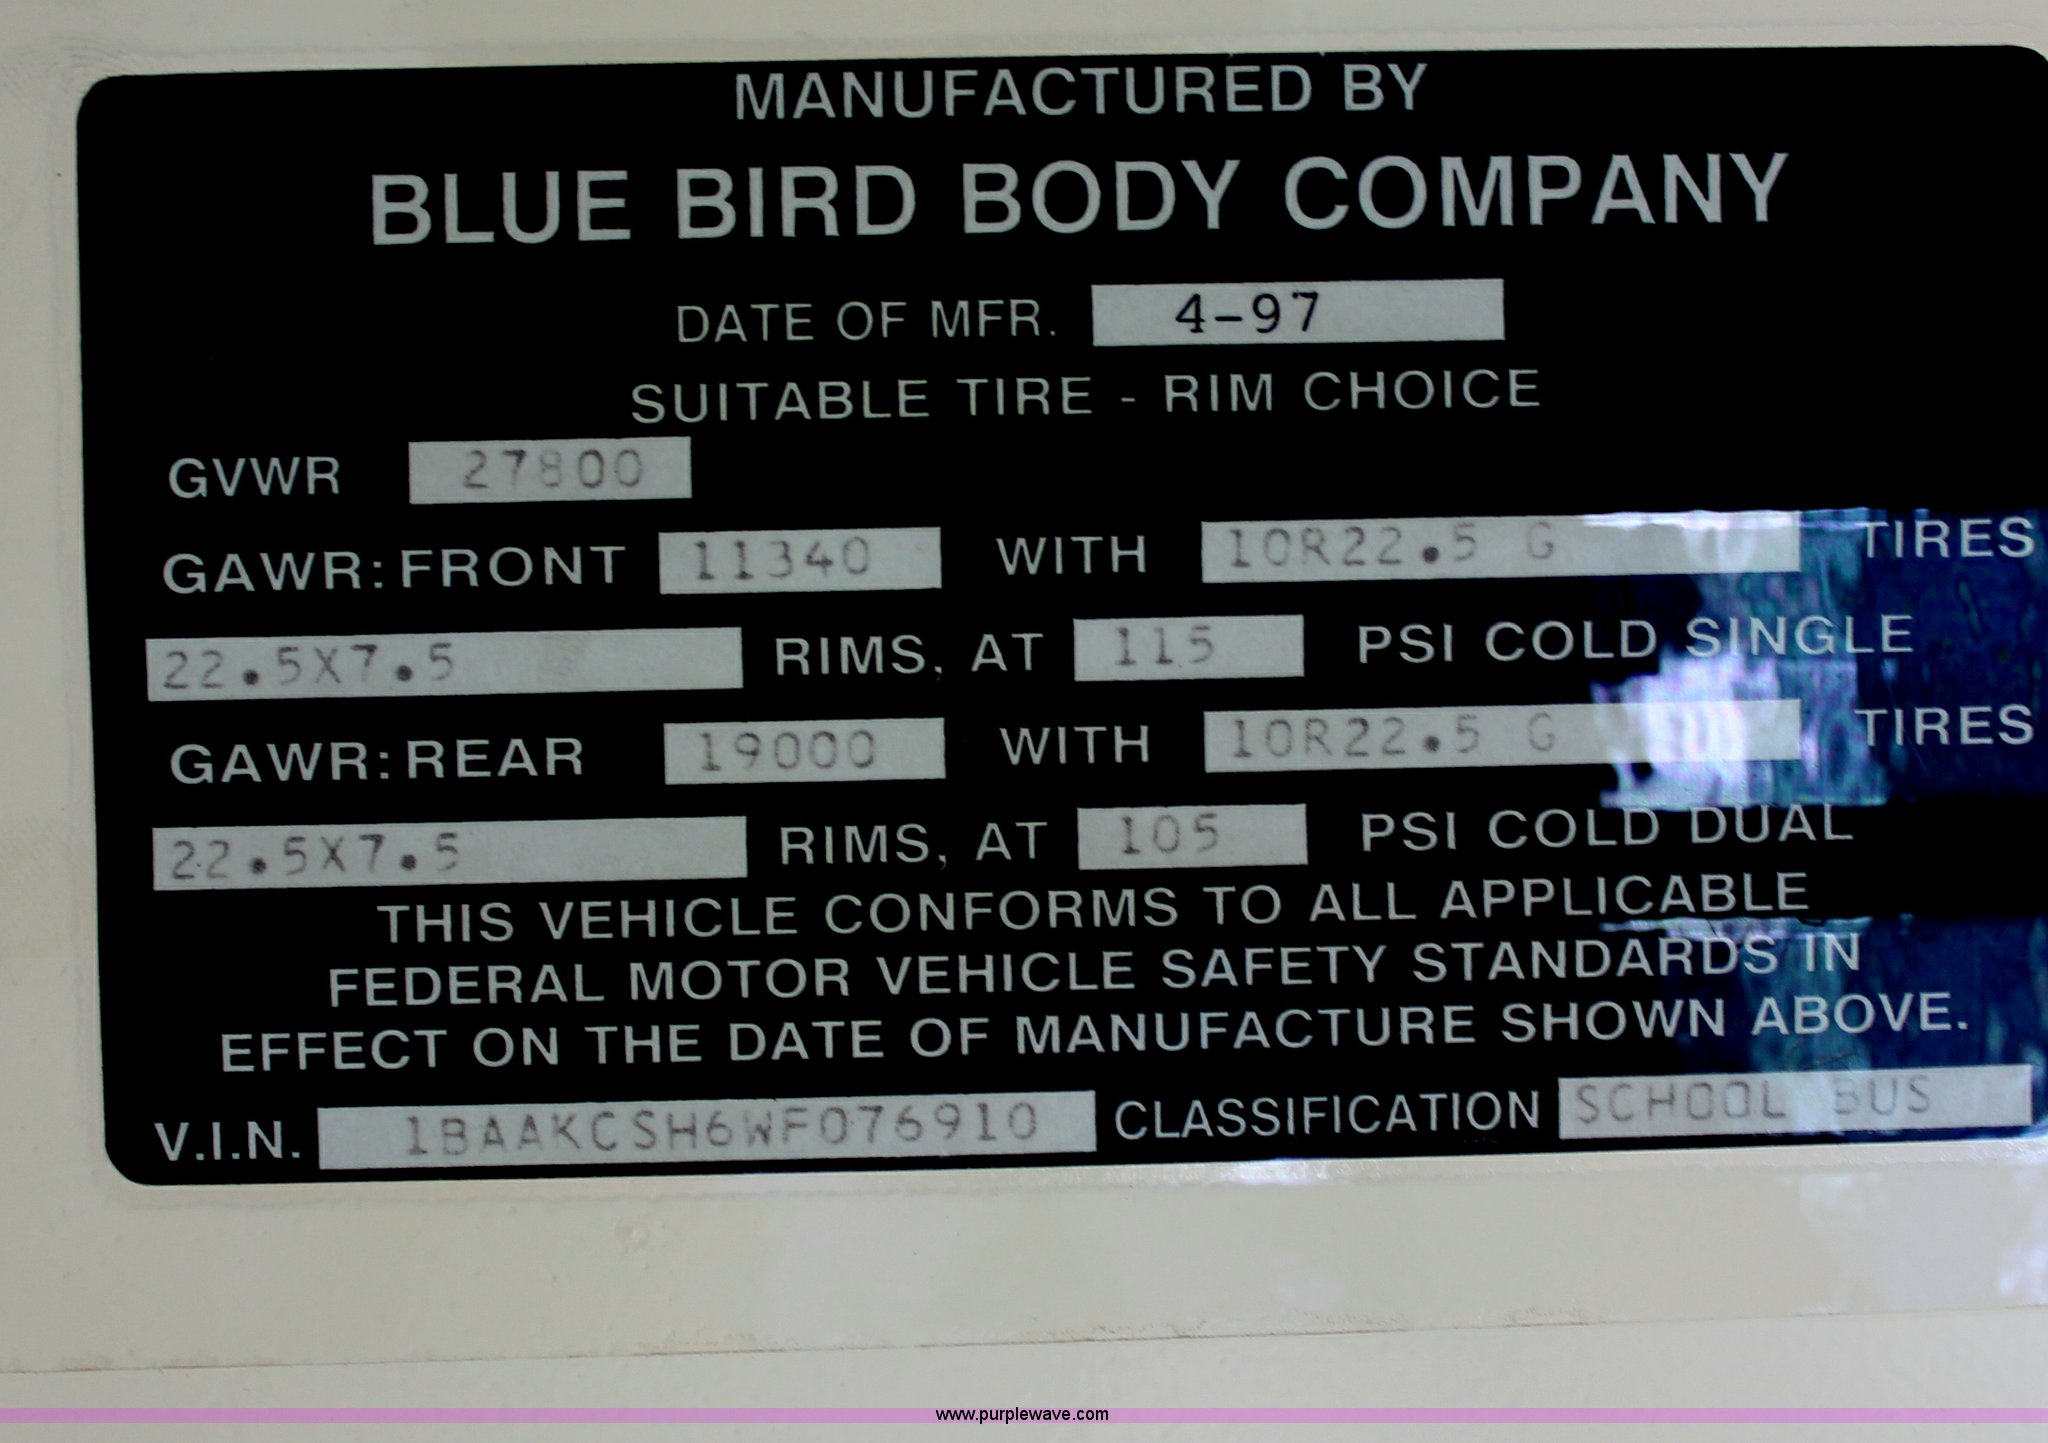 MANUFACTURED BY
BLUE BIRD BODY COMPANY
DATE OF MFR. 4-97
SUITABLE TIRE - RIM CHOICE
GVWR 27800
GAWR: FRONT 11340 WITH 10R22.5 G TIRES
22.5X7.5 RIMS, AT 115 PSI COLD SINGLE
GAWR: REAR 19000 WITH 10R22.5 G TIRES
22.5X7.5 RIMS, AT 105 PSI COLD DUAL
THIS VEHICLE CONFORMS TO ALL APPLICABLE
FEDERAL MOTOR VEHICLE SAFETY STANDARDS IN
EFFECT ON THE DATE OF MANUFACTURE SHOWN ABOVE.
V.I.N. 1BAAKCSH6WF076910 CLASSIFICATION SCHOOL BUS
www.purplewave.com